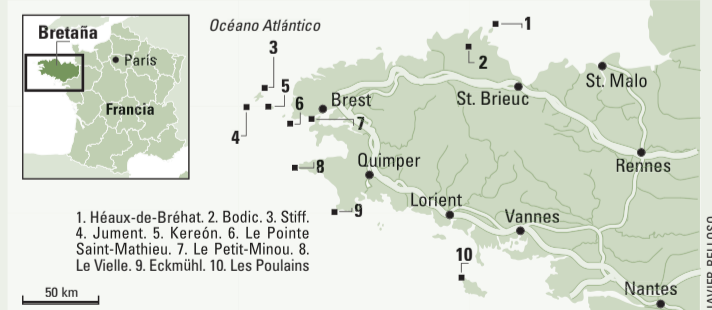 Océano Atlántico
Bretaña
Paris
Francia
1
2
3
4
5
6
7
8
9
10
Brest
St. Brieuc
St. Malo
Rennes
Quimper
Lorient
Vannes
Nantes
1. Héaux-de-Bréhat. 2. Bodic. 3. Stiff.
4. Jument. 5. Kereón. 6. Le Pointe
Saint-Mathieu. 7. Le Petit-Minou. 8.
Le Vielle. 9. Eckmühl. 10. Les Poulains
50 km
JAVIER BELLOSO